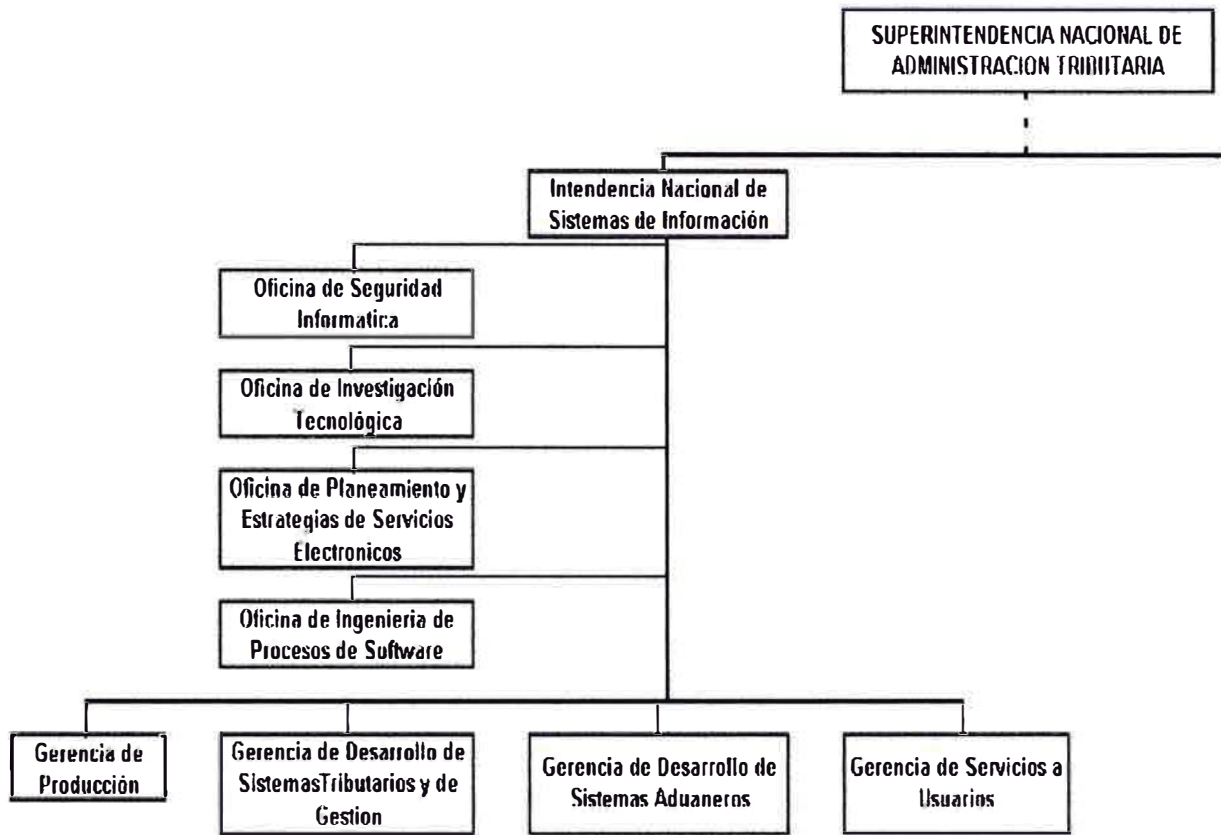 SUPERINTENDENCIA NACIONAL DE
ADMINISTRACION TRIBUTARIA
Intendencia Nacional de
Sistemas de Información
Oficina de Seguridad
Informatica
Oficina de Investigación
Tecnológica
Oficina de Planeamiento y
Estrategias de Servicios
Electronicos
Oficina de Ingenieria de
Procesos de Software
Gerencia de
Producción
Gerencia de Desarrollo de
SistemasTributarios y de
Gestion
Gerencia de Desarrollo de
Sistemas Aduaneros
Gerencia de Servicios a
Usuarios